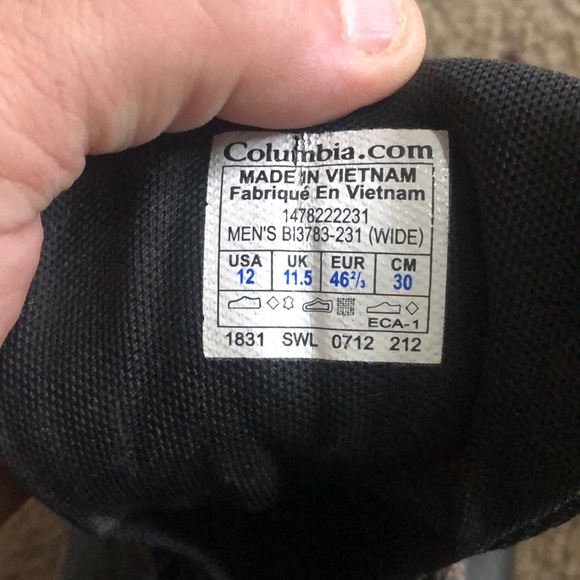 Columbia.com
MADE IN VIETNAM
Fabriqué En Vietnam
1478222231
MEN'S BI3783-231 (WIDE)
USA UK EUR CM
12 11.5 46²/₃ 30
ECA-1
1831 SWL 0712 212